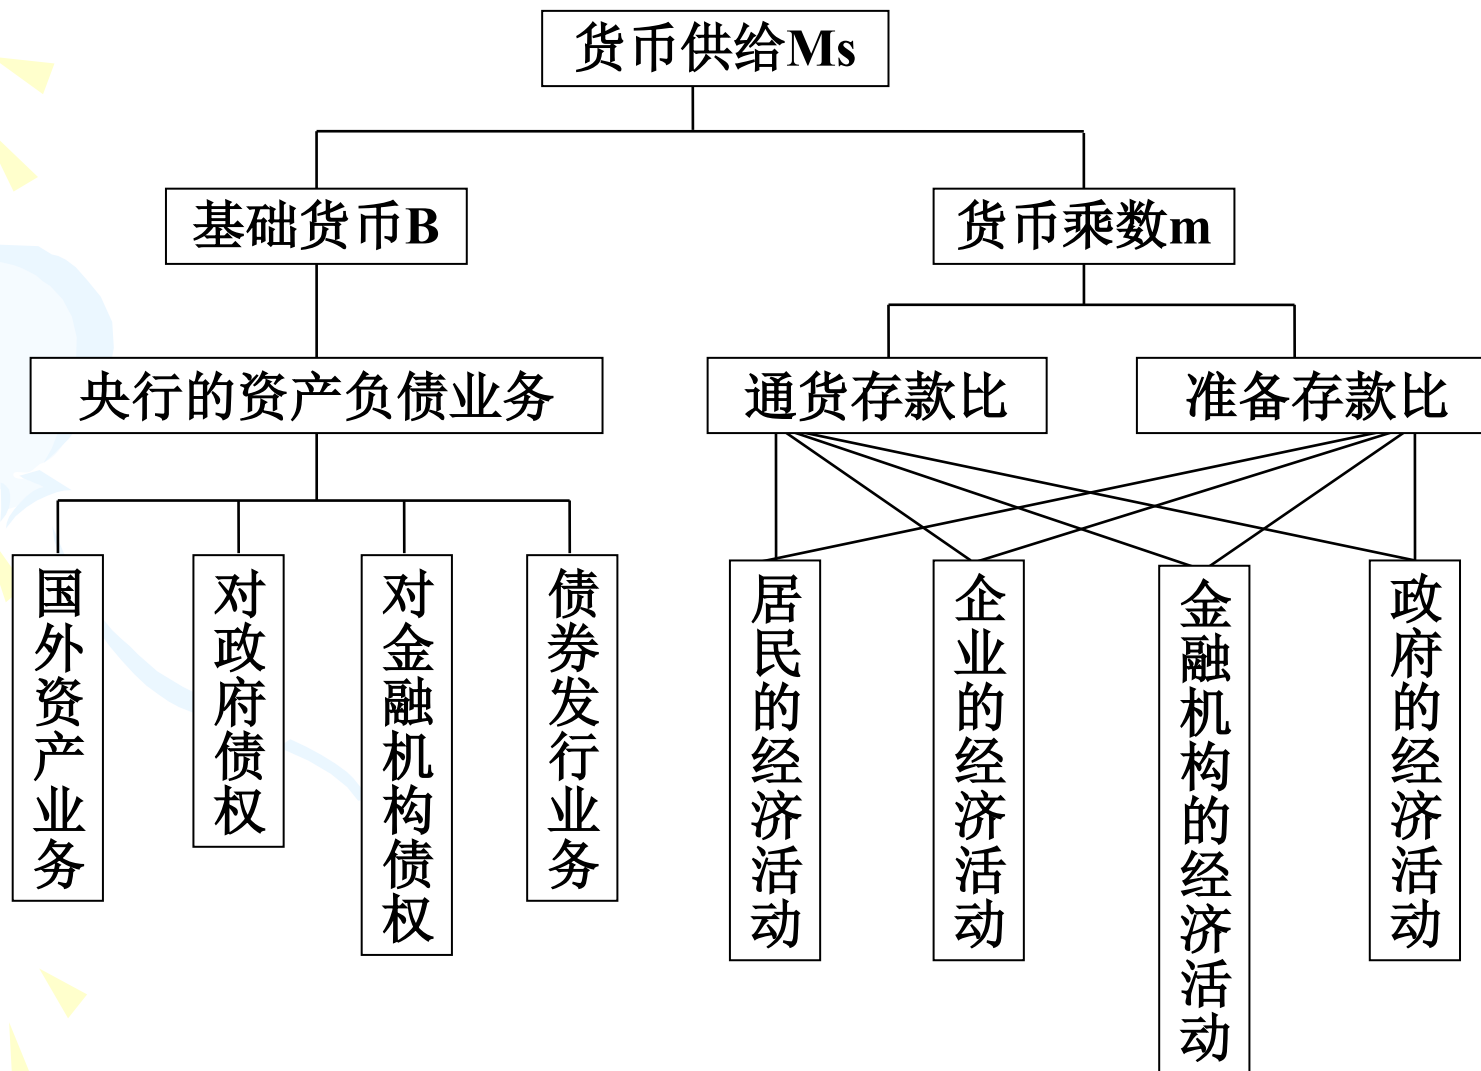 货币供给Ms
基础货币B
货币乘数m
央行的资产负债业务
通货存款比
准备存款比
国外资产业务
对政府债权
对金融机构债权
债券发行业务
居民的经济活动
企业的经济活动
金融机构的经济活动
政府的经济活动